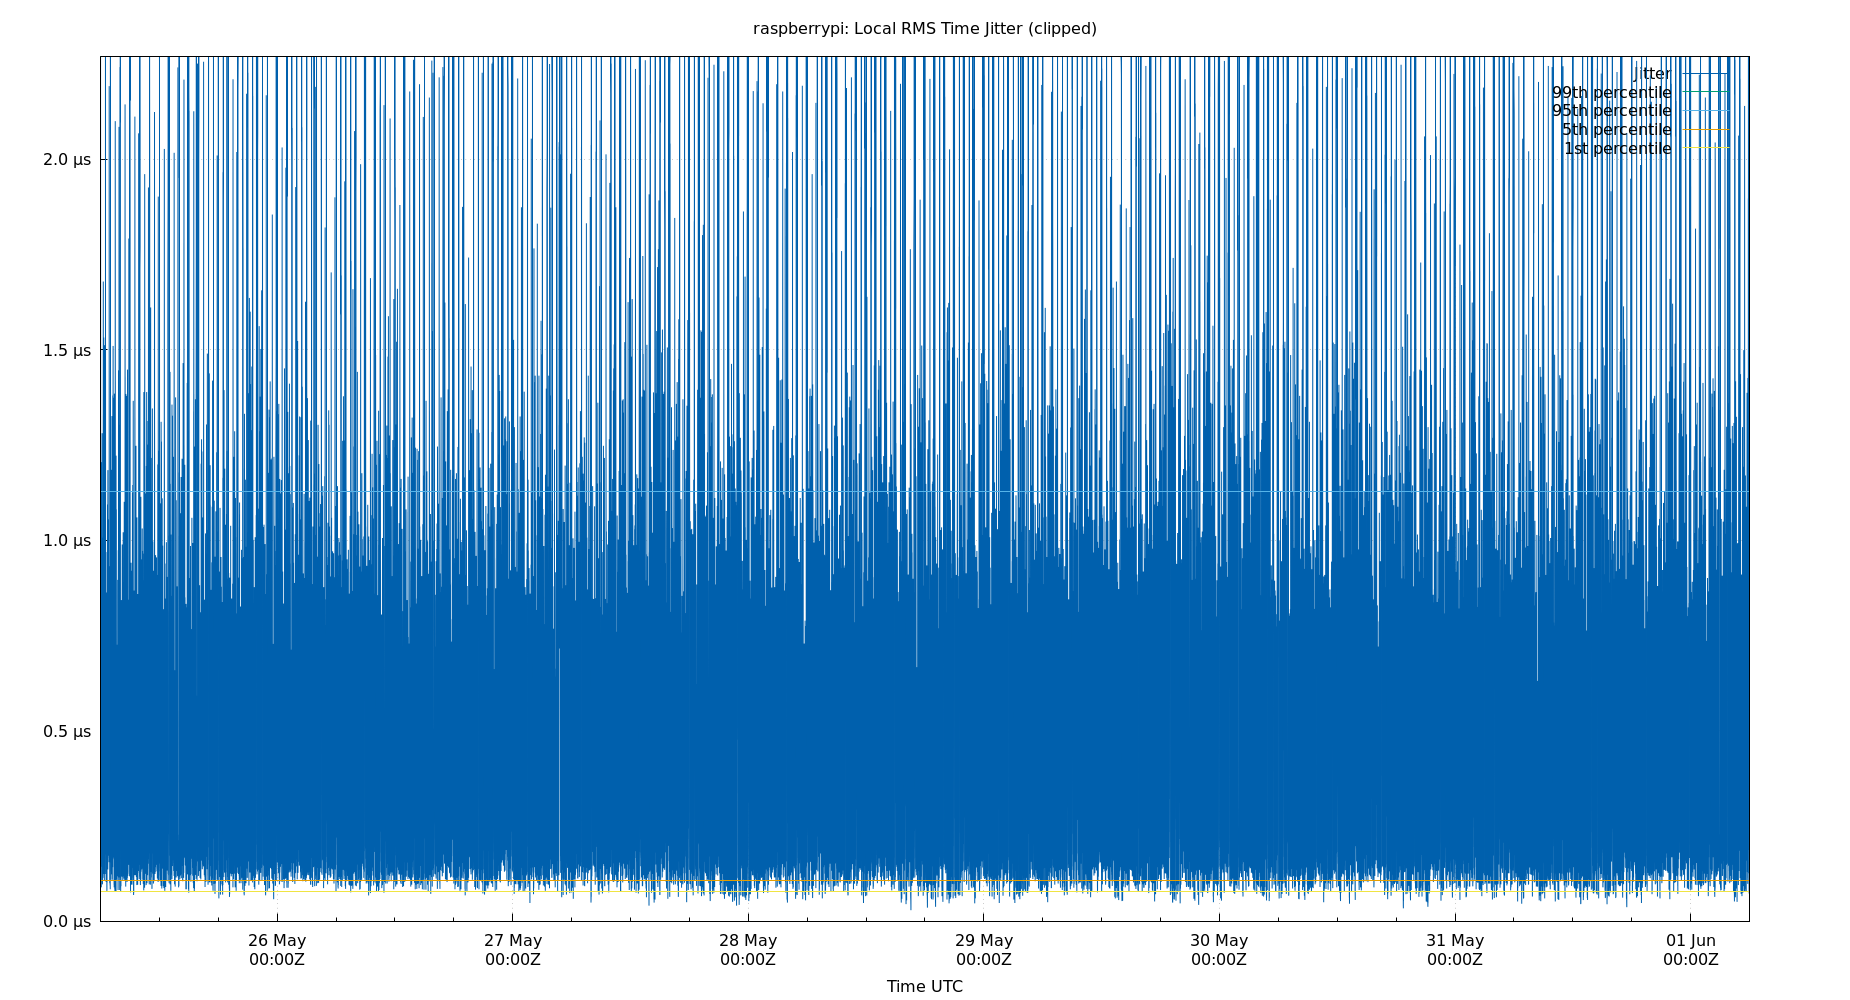 raspberrypi: Local RMS Time Jitter (clipped)
Jitter
99th percentile
95th percentile
5th percentile
1st percentile
2.0 µs
1.5 µs
1.0 µs
0.5 µs
0.0 µs
26 May 27 May 28 May 29 May 30 May 31 May 01 Jun
00:00Z 00:00Z 00:00Z 00:00Z 00:00Z 00:00Z 00:00Z
Time UTC